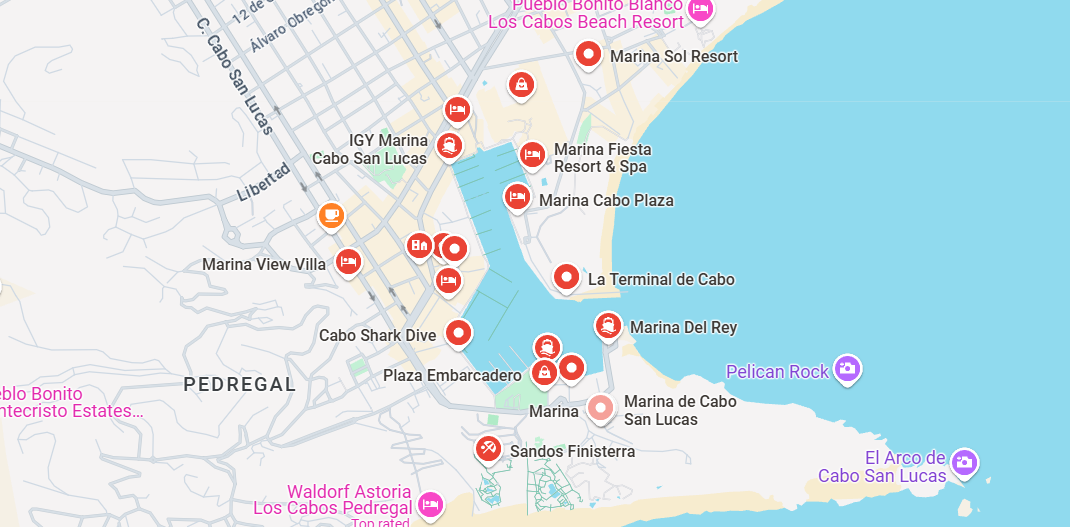 Pueblo Bonito Blanco
Los Cabos Beach Resort
12 de
Álvaro Obregón
C. Cabo San Lucas
Marina Sol Resort
IGY Marina
Cabo San Lucas
Marina Fiesta
Resort & Spa
Libertad
Marina Cabo Plaza
Marina View Villa
La Terminal de Cabo
Cabo Shark Dive
Marina Del Rey
Plaza Embarcadero
Pelican Rock
PEDREGAL
eblo Bonito
ntecristo Estates...
Marina
Marina de Cabo
San Lucas
Sandos Finisterra
El Arco de
Cabo San Lucas
Waldorf Astoria
Los Cabos Pedregal
Top rated